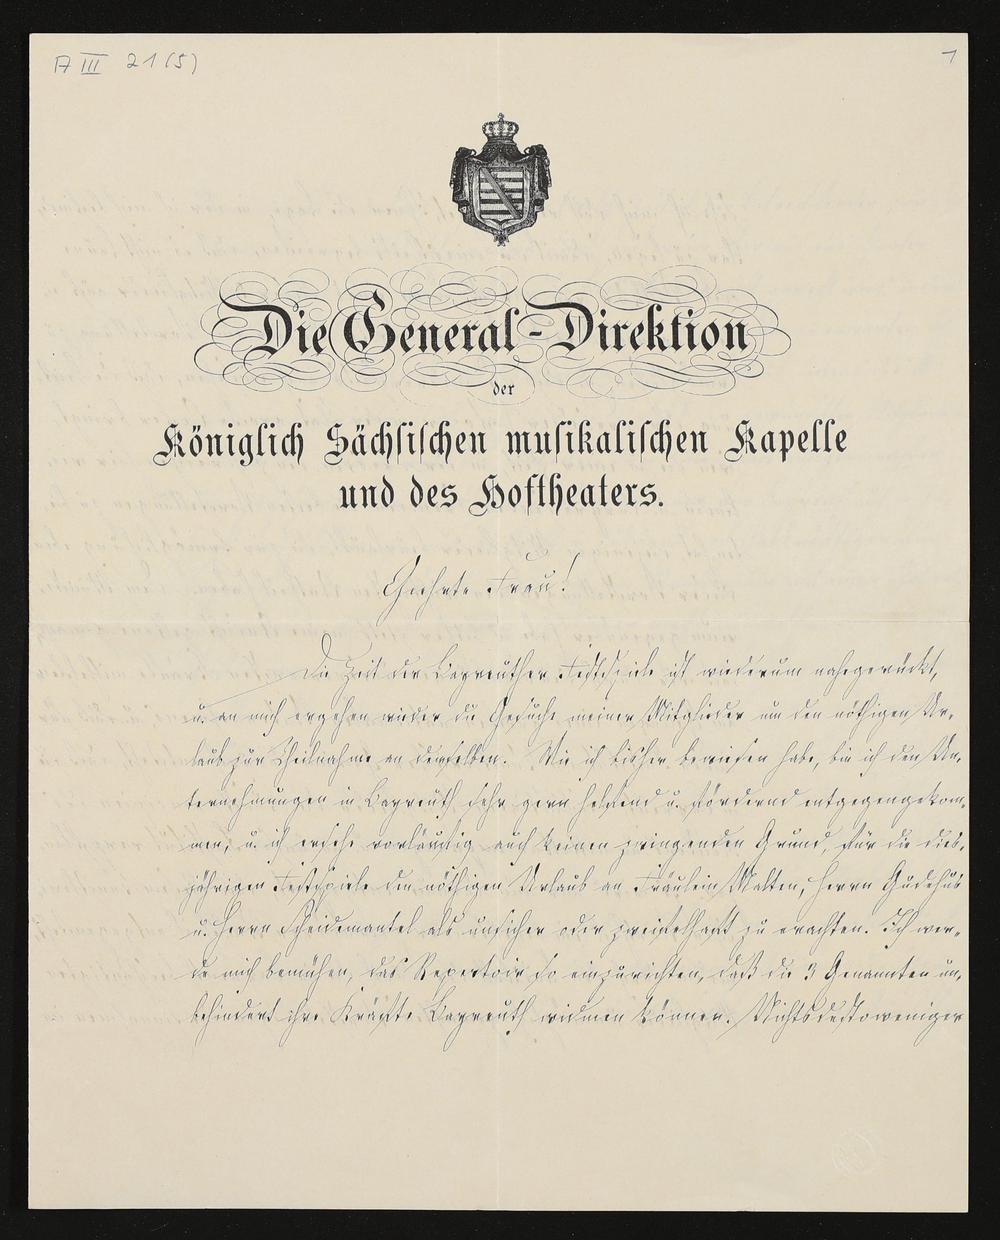 A III 21 (5)
1
Die General-Direktion
der
Königlich Sächsischen musikalischen Kapelle
und des Hoftheaters.
Geehrte Frau!
Die Zeit der Bayreuther Festspiele ist wiederum nahgerückt,
u. an mich ergehen wieder die Gesuche meiner Mitglieder um den nöthigen Ur-
laub zur Theilnahme an denselben. Wie ich bisher bewiesen habe, bin ich den Un-
ternehmungen in Bayreuth sehr gern helfend u. fördernd entgegengekom-
men, u. ich ersehe vorläufig auch keinen zwingenden Grund, für die dies-
jährigen Festspiele den nöthigen Urlaub an Fräulein Malten, Herrn Gudehus
u. Herrn Scheidemantel als unsicher oder zweifelhaft zu erachten. Ich wer-
de mich bemühen, das Repertoir so einzurichten, daß die 3 Genannten un-
behindert ihre Kräfte Bayreuth widmen können. Nichtsdestoweniger